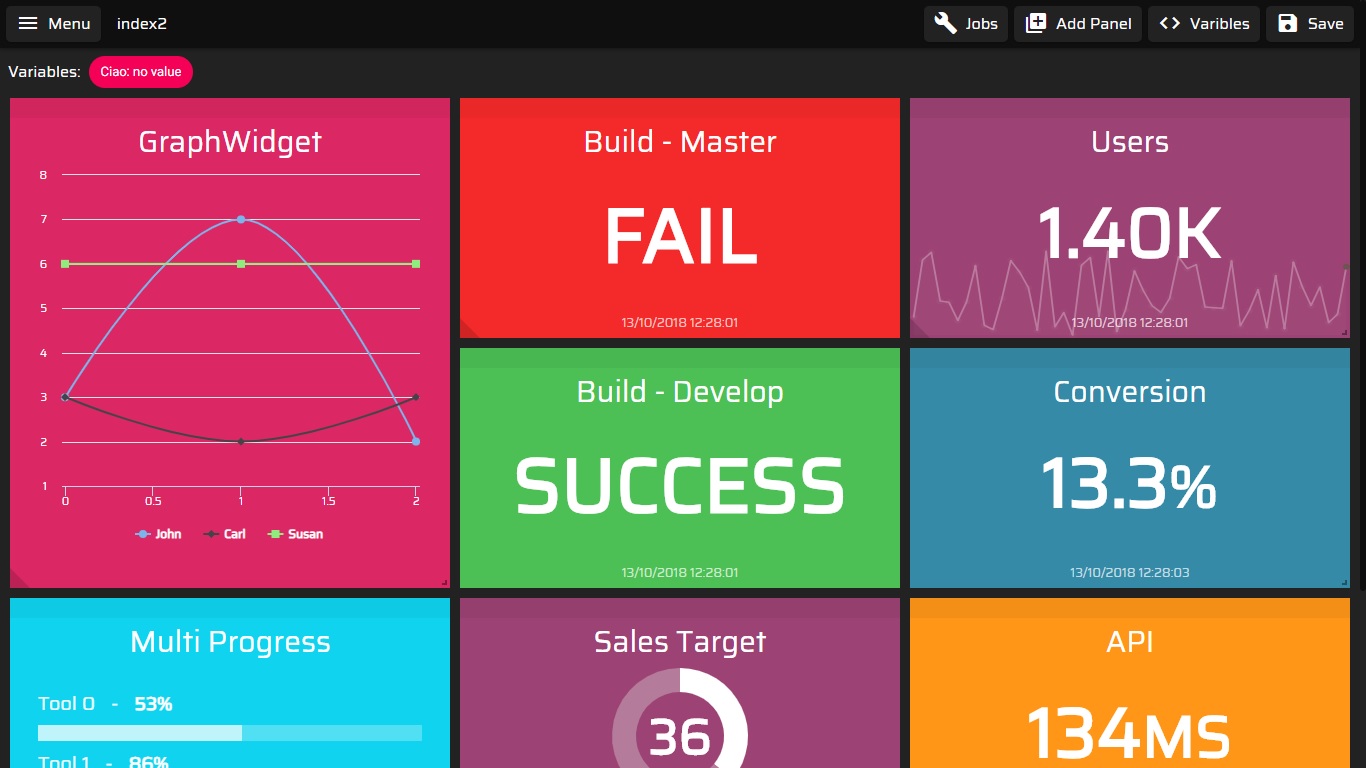 Menu
index2
Jobs
Add Panel
Varibles
Save
Variables:
Ciao: no value
GraphWidget
8
7
6
5
4
3
2
1
0
0.5
1
1.5
2
John
Carl
Susan
Build - Master
FAIL
13/10/2018 12:28:01
Users
1.40K
13/10/2018 12:28:01
Build - Develop
SUCCESS
13/10/2018 12:28:01
Conversion
13.3%
13/10/2018 12:28:03
Multi Progress
Tool 0 - 53%
Tool 1 - 86%
Sales Target
36
API
134MS